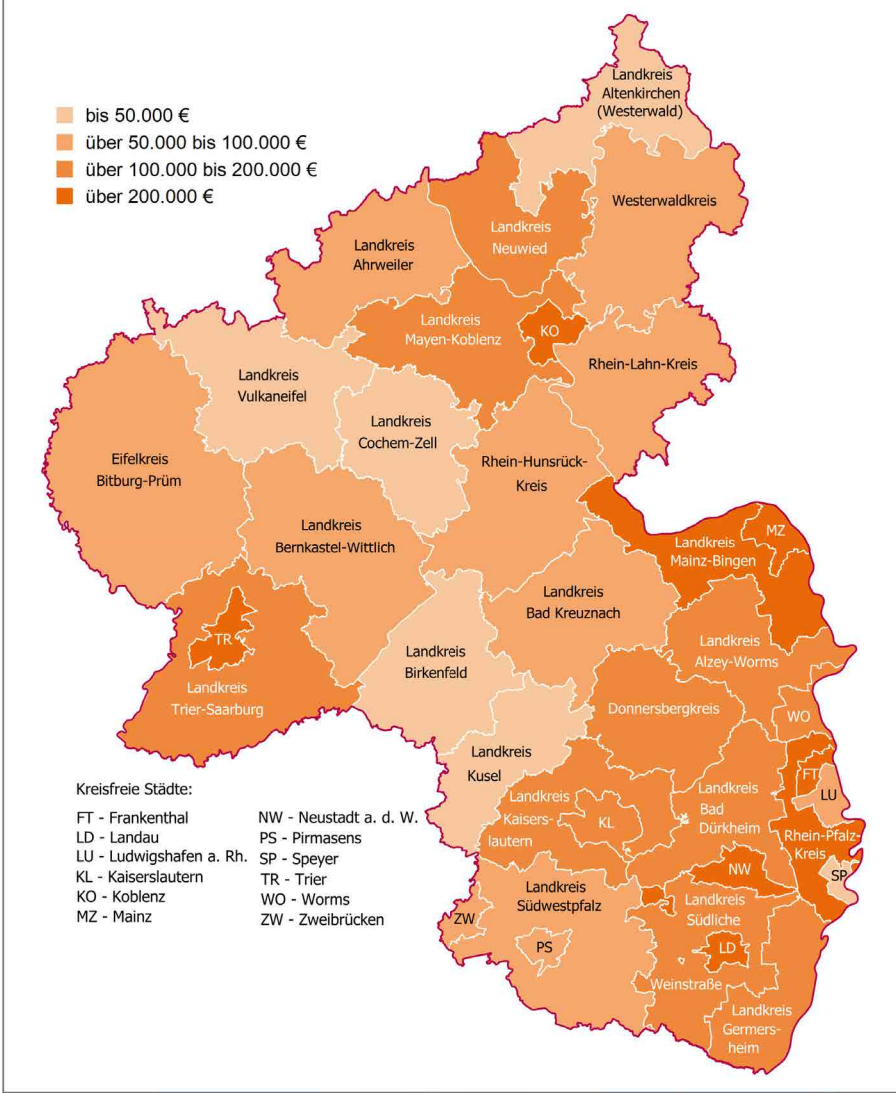 bis 50.000 €
über 50.000 bis 100.000 €
über 100.000 bis 200.000 €
über 200.000 €
Landkreis
Altenkirchen
(Westerwald)
Westerwaldkreis
Landkreis
Neuwied
Landkreis
Ahrweiler
Landkreis
Mayen-Koblenz
KO
Rhein-Lahn-Kreis
Landkreis
Vulkaneifel
Landkreis
Cochem-Zell
Eifelkreis
Bitburg-Prüm
Rhein-Hunsrück-
Kreis
Landkreis
Bernkastel-Wittlich
Landkreis
Mainz-Bingen
MZ
Landkreis
Bad Kreuznach
TR
Landkreis
Trier-Saarburg
Landkreis
Birkenfeld
Landkreis
Alzey-Worms
Donnersbergkreis
WO
Landkreis
Kusel
FT
LU
Landkreis
Kaisers-
lautern
KL
Landkreis
Bad
Dürkheim
Rhein-Pfalz-
Kreis
SP
NW
Landkreis
Südwestpfalz
ZW
PS
Landkreis
Südliche
Weinstraße
LD
Landkreis
Germers-
heim
Kreisfreie Städte:
FT - Frankenthal
LD - Landau
LU - Ludwigshafen a. Rh.
KL - Kaiserslautern
KO - Koblenz
MZ - Mainz
NW - Neustadt a. d. W.
PS - Pirmasens
SP - Speyer
TR - Trier
WO - Worms
ZW - Zweibrücken